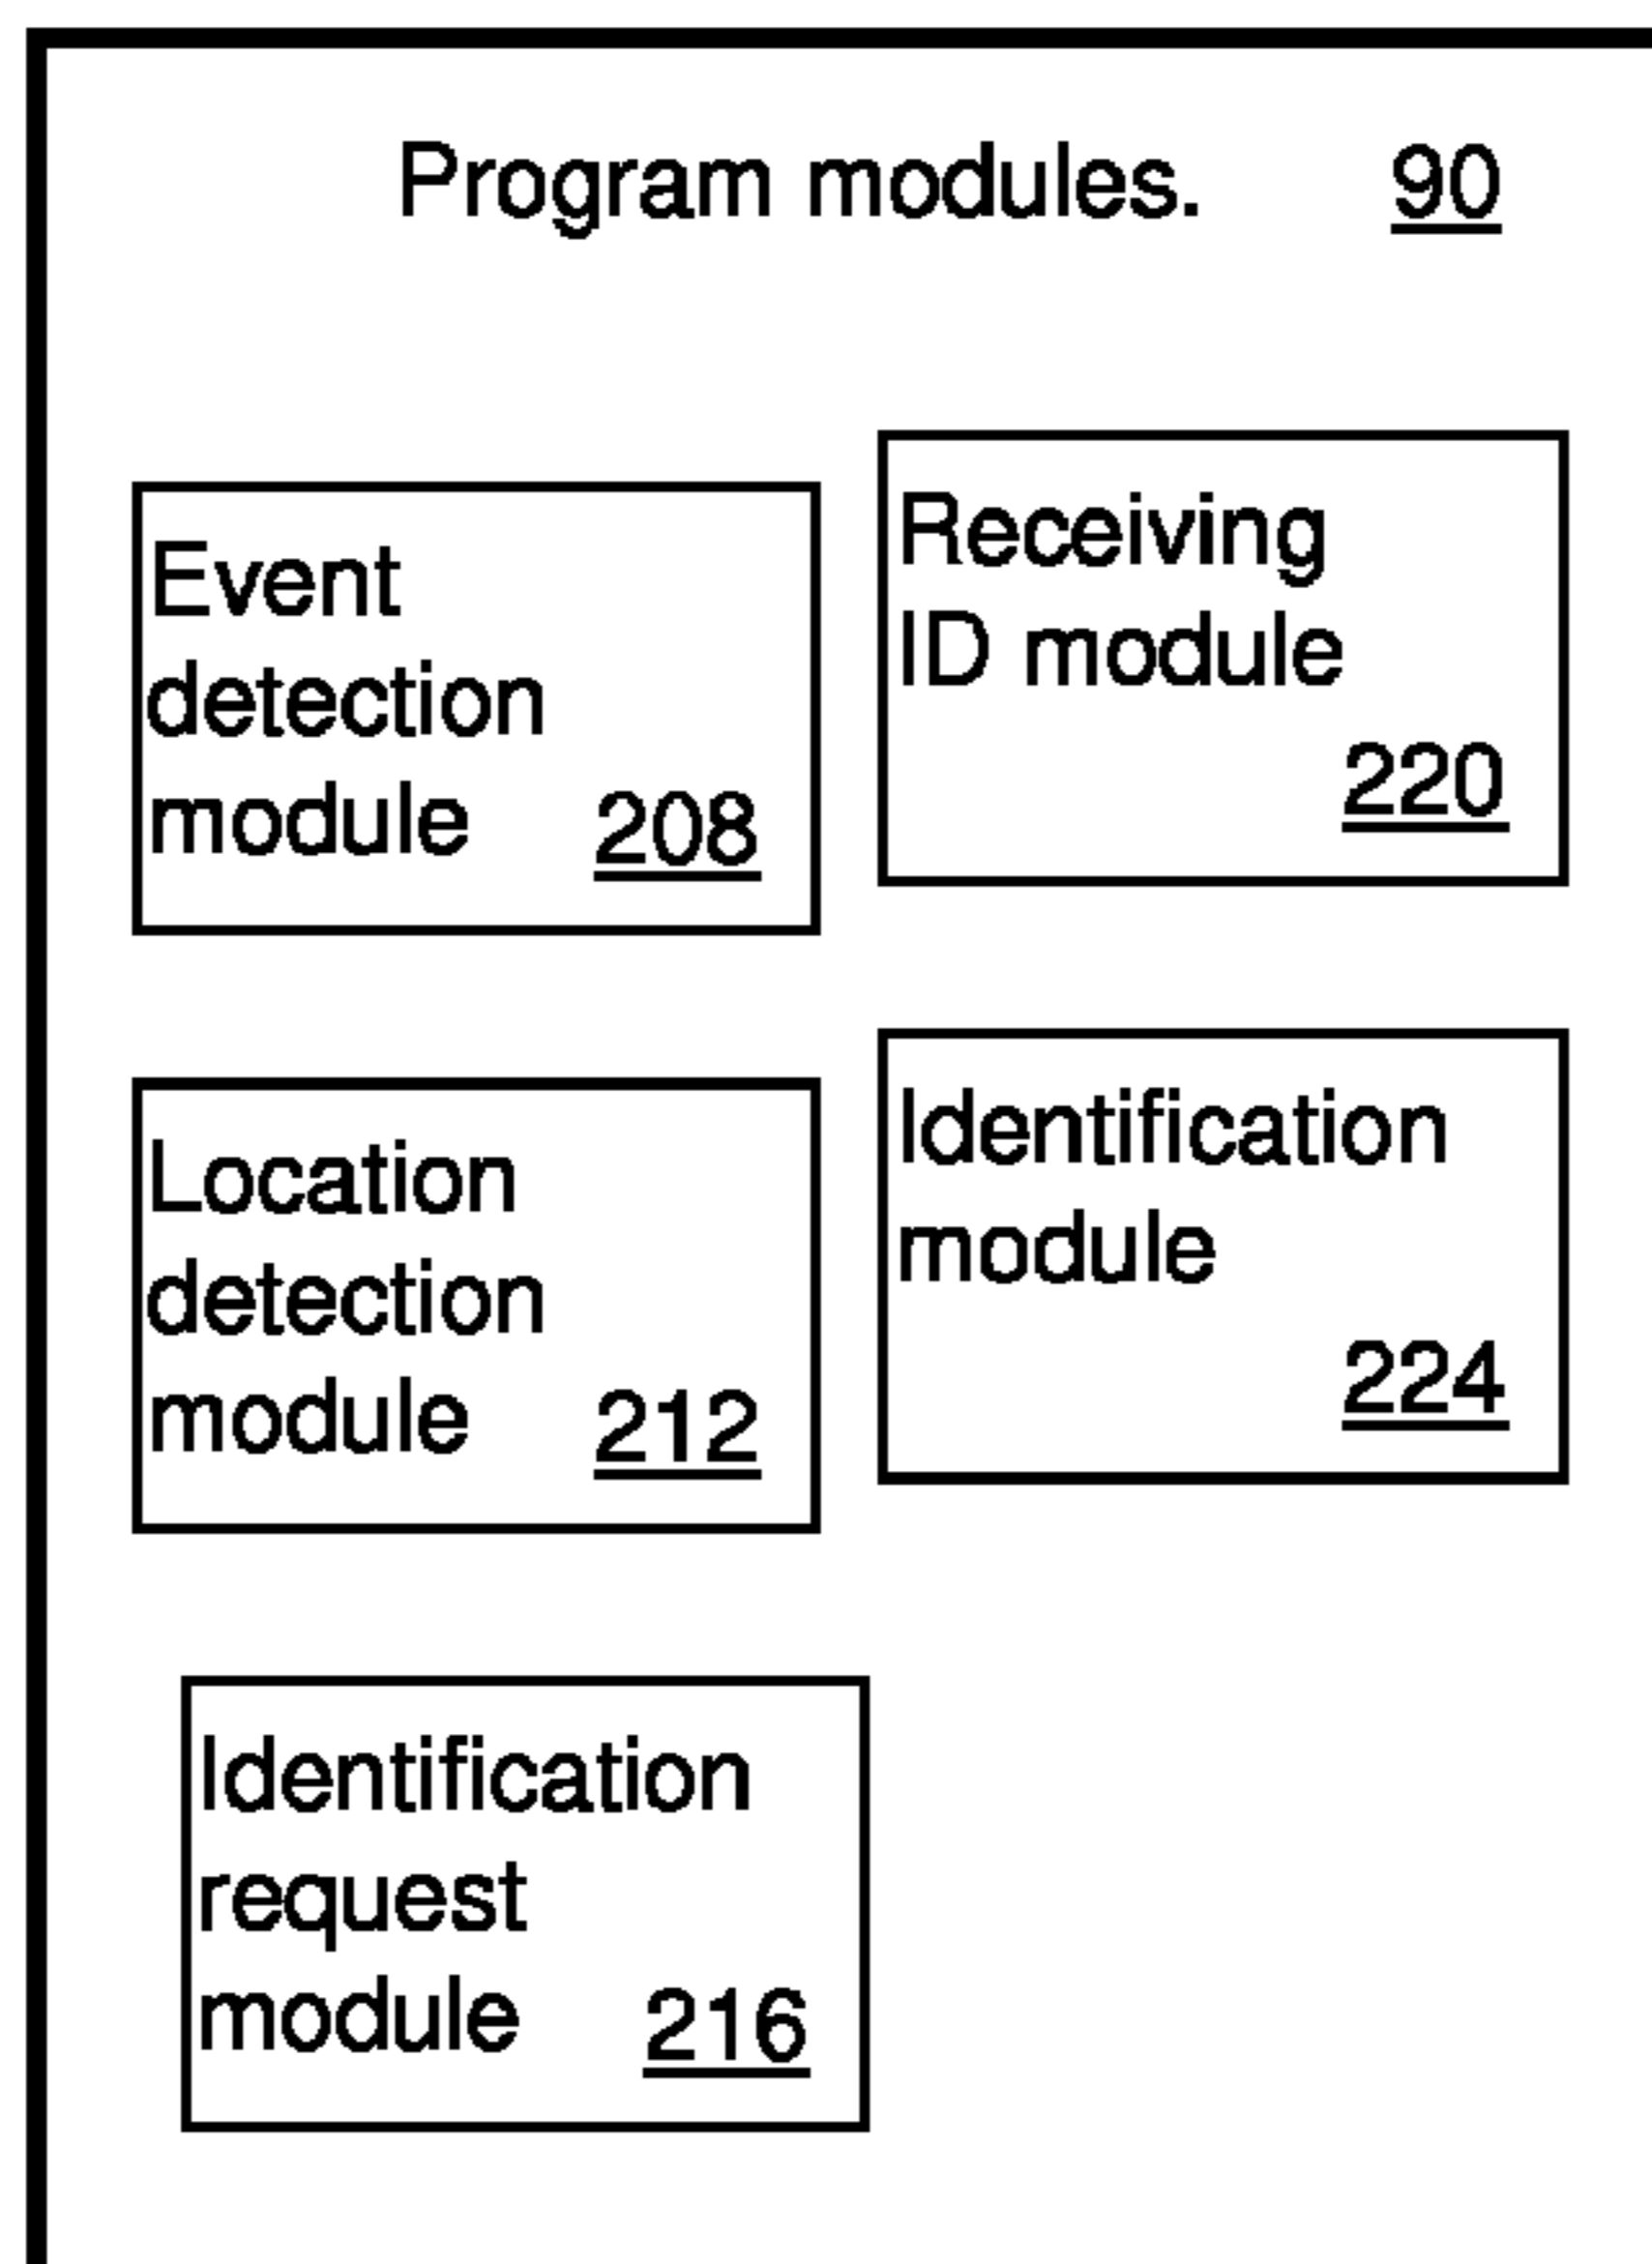 Program modules. 90
Event
detection
module 208
Location
detection
module 212
Identification
request
module 216
Receiving
ID module
220
Identification
module
224